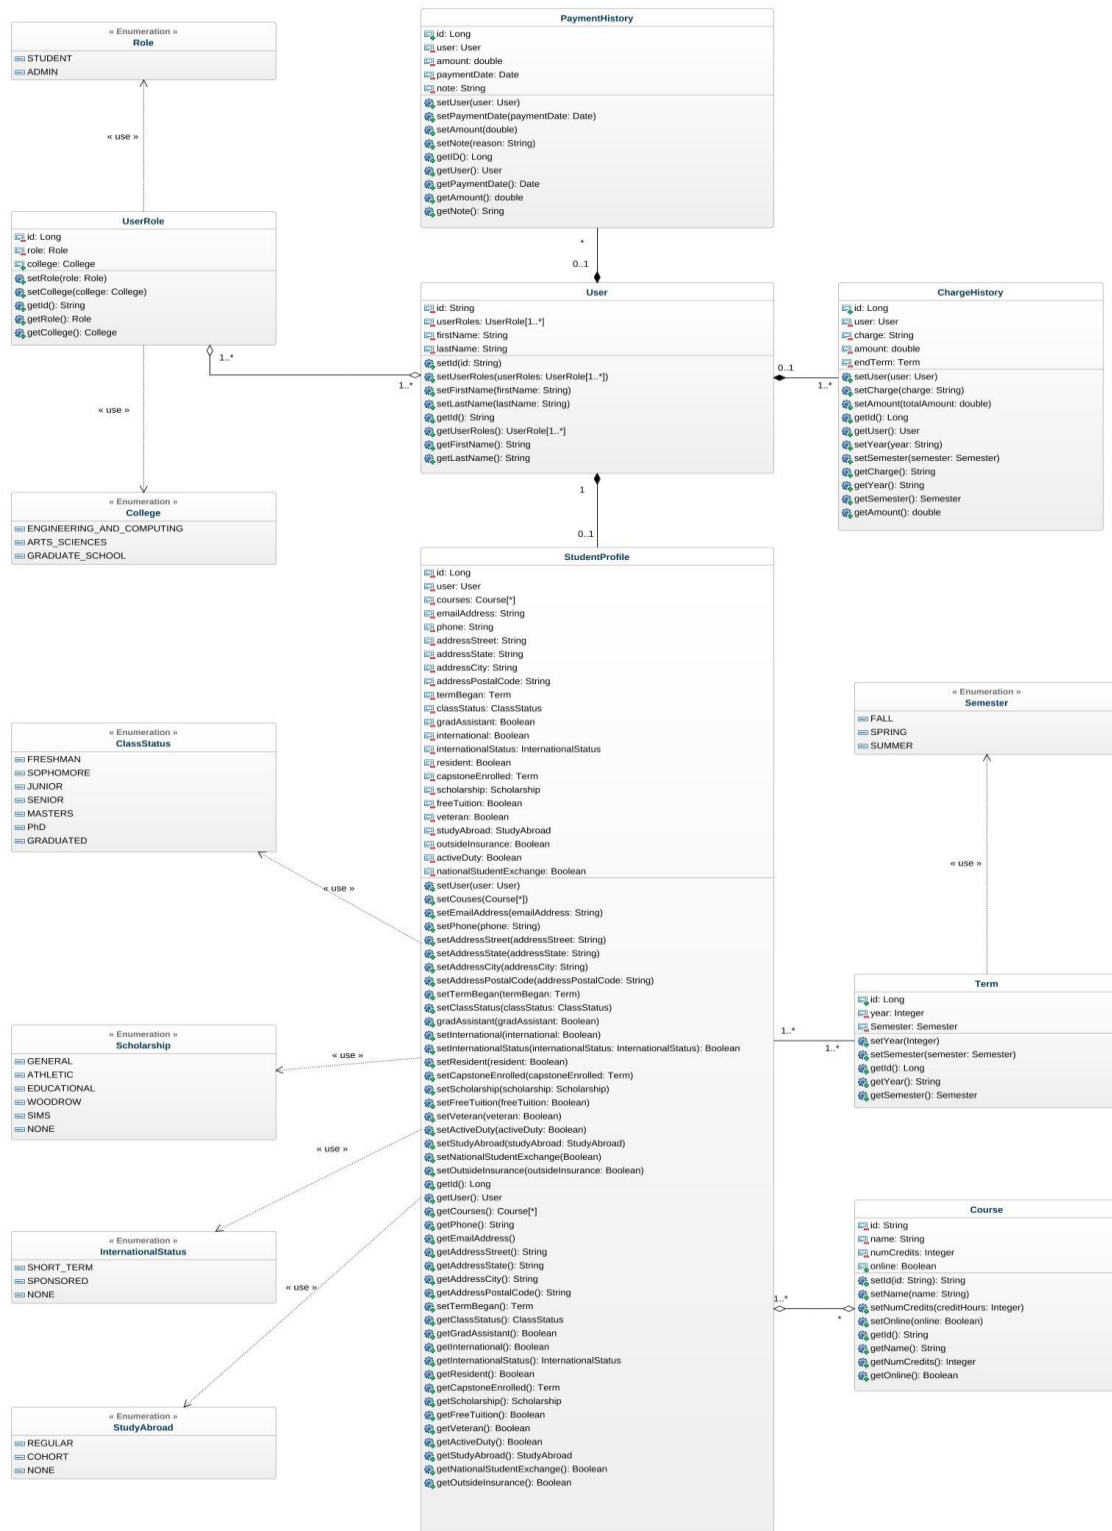 « Enumeration »
Role
STUDENT
ADMIN
« use »
UserRole
id: Long
role: Role
college: College
setRole(role: Role)
setCollege(college: College)
getId(): String
getRole(): Role
getCollege(): College
1..*
1..*
« use »
« Enumeration »
College
ENGINEERING_AND_COMPUTING
ARTS_SCIENCES
GRADUATE_SCHOOL
PaymentHistory
id: Long
user: User
amount: double
paymentDate: Date
note: String
setUser(user: User)
setPaymentDate(paymentDate: Date)
setAmount(double)
setNote(reason: String)
getID(): Long
getUser(): User
getPaymentDate(): Date
getAmount(): double
getNote(): Sring
*
0..1
User
id: String
userRoles: UserRole[1..*]
firstName: String
lastName: String
setId(id: String)
setUserRoles(userRoles: UserRole[1..*])
setFirstName(firstName: String)
setLastName(lastName: String)
getId(): String
getUserRoles(): UserRole[1..*]
getFirstName(): String
getLastName(): String
0..1
1..*
ChargeHistory
id: Long
user: User
charge: String
amount: double
endTerm: Term
setUser(user: User)
setCharge(charge: String)
setAmount(totalAmount: double)
getId(): Long
getUser(): User
setYear(year: String)
setSemester(semester: Semester)
getCharge(): String
getYear(): String
getSemester(): Semester
getAmount(): double
1
0..1
StudentProfile
id: Long
user: User
courses: Course[*]
emailAddress: String
phone: String
addressStreet: String
addressState: String
addressCity: String
addressPostalCode: String
termBegan: Term
classStatus: ClassStatus
gradAssistant: Boolean
international: Boolean
internationalStatus: InternationalStatus
resident: Boolean
capstoneEnrolled: Term
scholarship: Scholarship
freeTuition: Boolean
veteran: Boolean
studyAbroad: StudyAbroad
outsideInsurance: Boolean
activeDuty: Boolean
nationalStudentExchange: Boolean
setUser(user: User)
setCouses(Course[*])
setEmailAddress(emailAddress: String)
setPhone(phone: String)
setAddressStreet(addressStreet: String)
setAddressState(addressState: String)
setAddressCity(addressCity: String)
setAddressPostalCode(addressPostalCode: String)
setTermBegan(termBegan: Term)
setClassStatus(classStatus: ClassStatus)
gradAssistant(gradAssistant: Boolean)
setInternational(international: Boolean)
setInternationalStatus(internationalStatus: InternationalStatus): Boolean
setResident(resident: Boolean)
setCapstoneEnrolled(capstoneEnrolled: Term)
setScholarship(scholarship: Scholarship)
setFreeTuition(freeTuition: Boolean)
setVeteran(veteran: Boolean)
setActiveDuty(activeDuty: Boolean)
setStudyAbroad(studyAbroad: StudyAbroad)
setNationalStudentExchange(Boolean)
setOutsideInsurance(outsideInsurance: Boolean)
getId(): Long
getUser(): User
getCourses(): Course[*]
getPhone(): String
getEmailAddress()
getAddressStreet(): String
getAddressState(): String
getAddressCity(): String
getAddressPostalCode(): String
setTermBegan(): Term
getClassStatus(): ClassStatus
getGradAssistant(): Boolean
getInternational(): Boolean
getInternationalStatus(): InternationalStatus
getResident(): Boolean
getCapstoneEnrolled(): Term
getScholarship(): Scholarship
getFreeTuition(): Boolean
getVeteran(): Boolean
getActiveDuty(): Boolean
getStudyAbroad(): StudyAbroad
getNationalStudentExchange(): Boolean
getOutsideInsurance(): Boolean
« Enumeration »
ClassStatus
FRESHMAN
SOPHOMORE
JUNIOR
SENIOR
MASTERS
PhD
GRADUATED
« use »
« Enumeration »
Scholarship
GENERAL
ATHLETIC
EDUCATIONAL
WOODROW
SIMS
NONE
« use »
« use »
« Enumeration »
InternationalStatus
SHORT_TERM
SPONSORED
NONE
« use »
« Enumeration »
StudyAbroad
REGULAR
COHORT
NONE
« Enumeration »
Semester
FALL
SPRING
SUMMER
« use »
Term
id: Long
year: Integer
Semester: Semester
setYear(Integer)
setSemester(semester: Semester)
getId(): Long
getYear(): String
getSemester(): Semester
1..*
1..*
Course
id: String
name: String
numCredits: Integer
online: Boolean
setId(id: String): String
setName(name: String)
setNumCredits(creditHours: Integer)
setOnline(online: Boolean)
getId(): String
getName(): String
getNumCredits(): Integer
getOnline(): Boolean
1..*
*